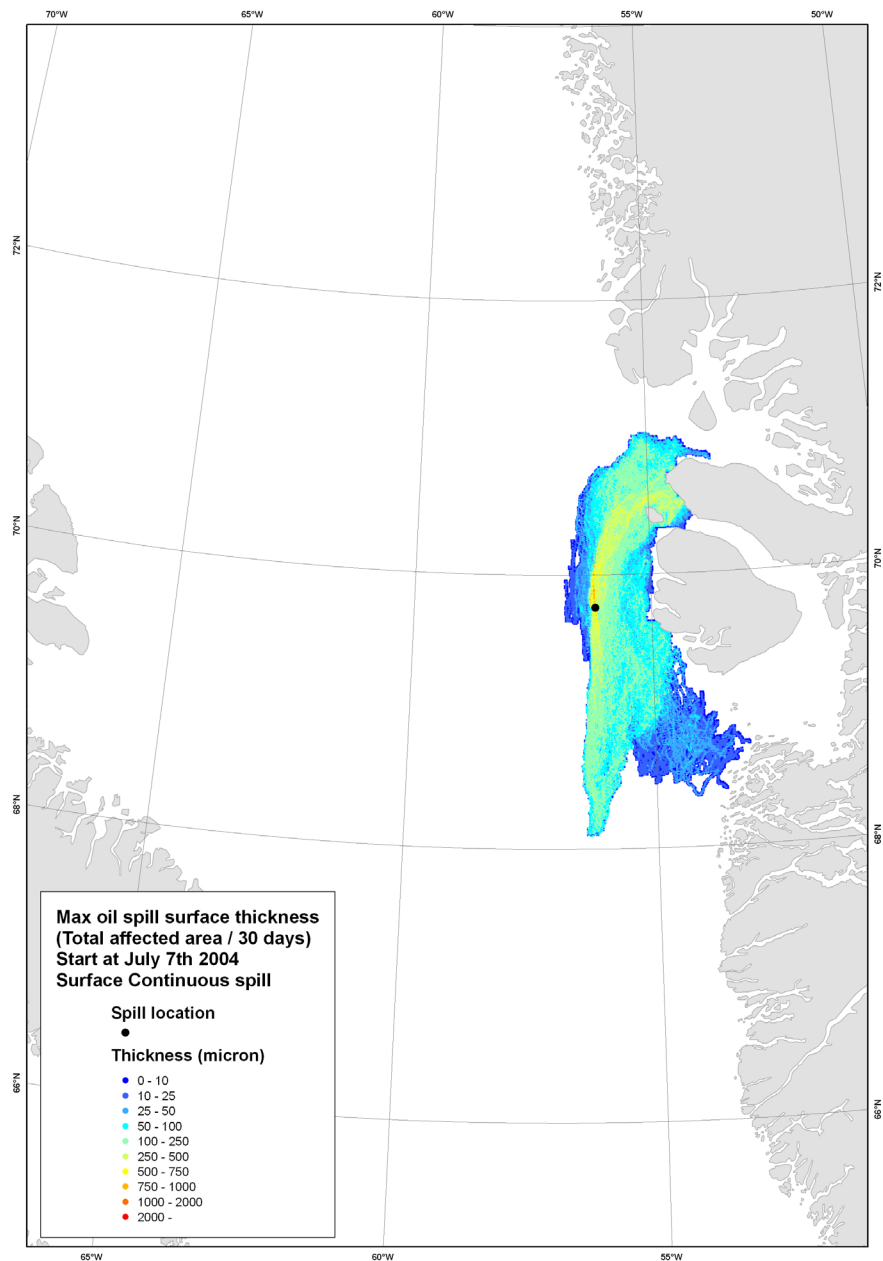 70°W 65°W 60°W 55°W 50°W
72°N 72°N
70°N 70°N
68°N 68°N
66°N 66°N
Max oil spill surface thickness
(Total affected area / 30 days)
Start at July 7th 2004
Surface Continuous spill
Spill location
Thickness (micron)
0 - 10
10 - 25
25 - 50
50 - 100
100 - 250
250 - 500
500 - 750
750 - 1000
1000 - 2000
2000 -
65°W 60°W 55°W